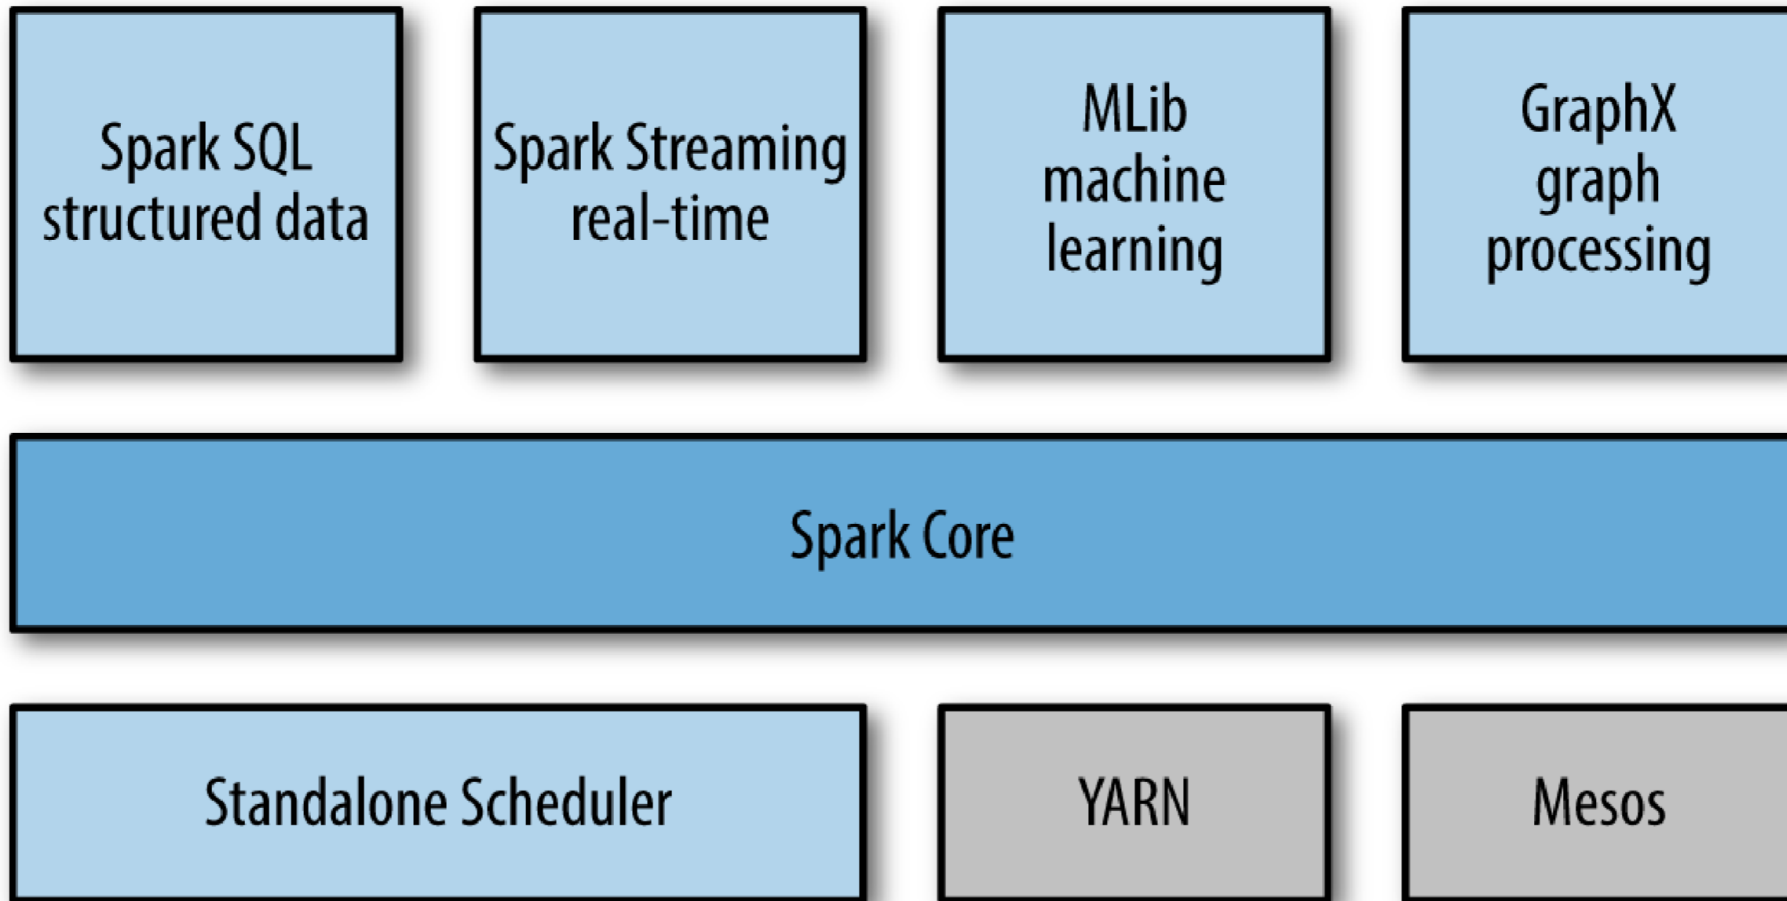 Spark SQL
structured data
Spark Streaming
real-time
MLib
machine
learning
GraphX
graph
processing
Spark Core
Standalone Scheduler
YARN
Mesos